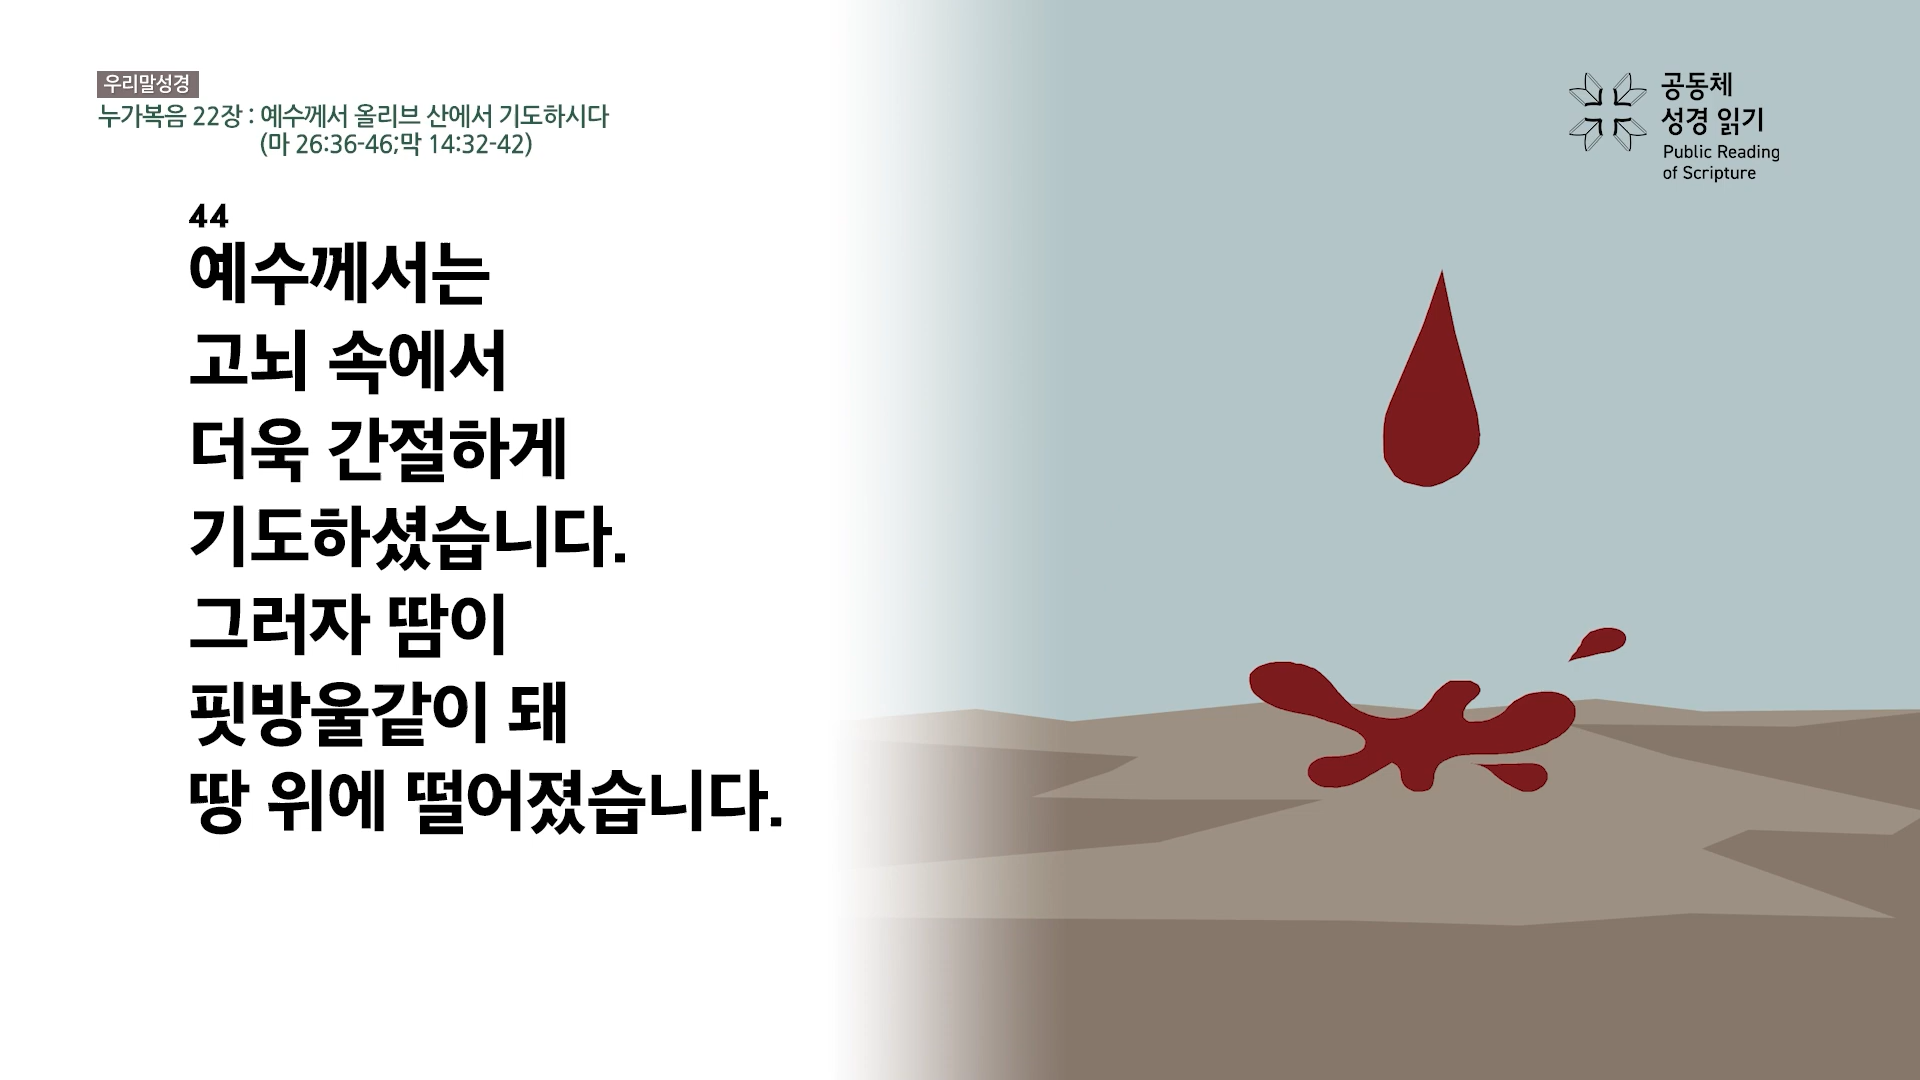 우리말성경
누가복음 22장 : 예수께서 올리브 산에서 기도하시다
(마 26:36-46;막 14:32-42)
44
예수께서는
고뇌 속에서
더욱 간절하게
기도하셨습니다.
그러자 땀이
핏방울같이 돼
땅 위에 떨어졌습니다.
공동체
성경 읽기
Public Reading
of Scripture